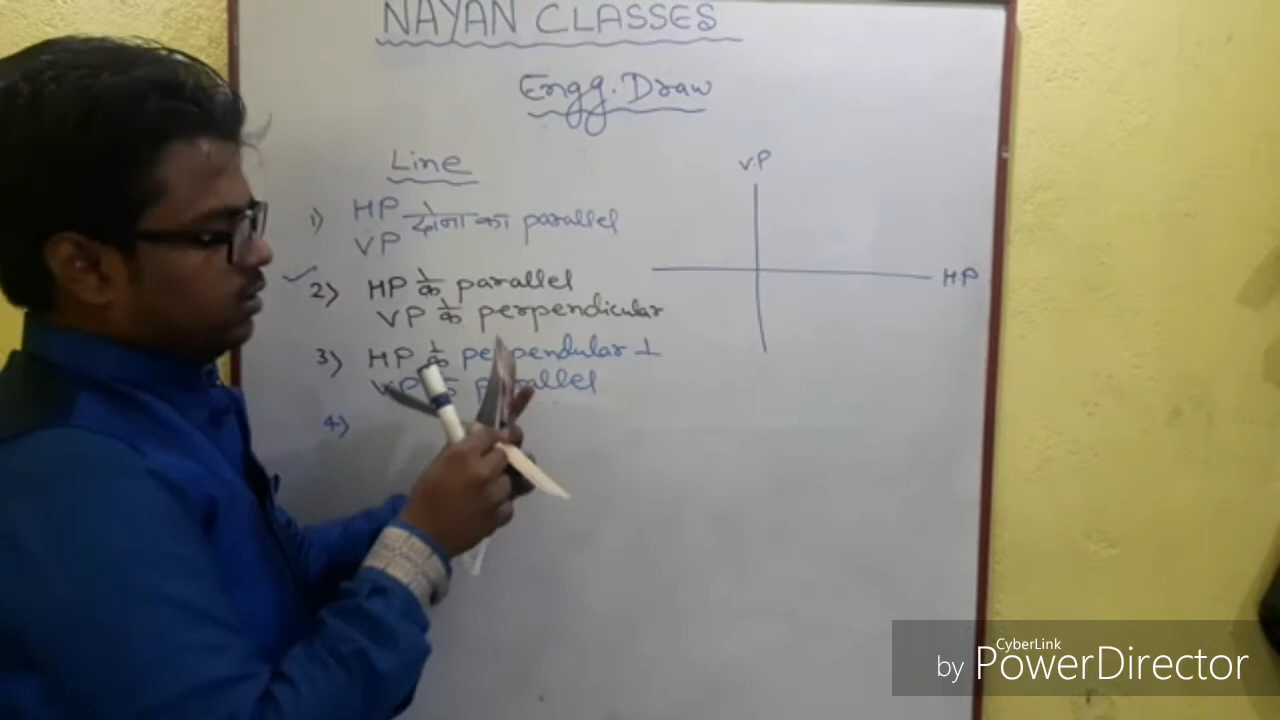 NAYAN CLASSES
Engg. Draw
Line
1) HP
VP दोनो का parallel
2) HP के parallel
VP के perpendicular
3) HP के perpendular ⊥
VP parallel
4)
V.P
HP
CyberLink
by PowerDirector